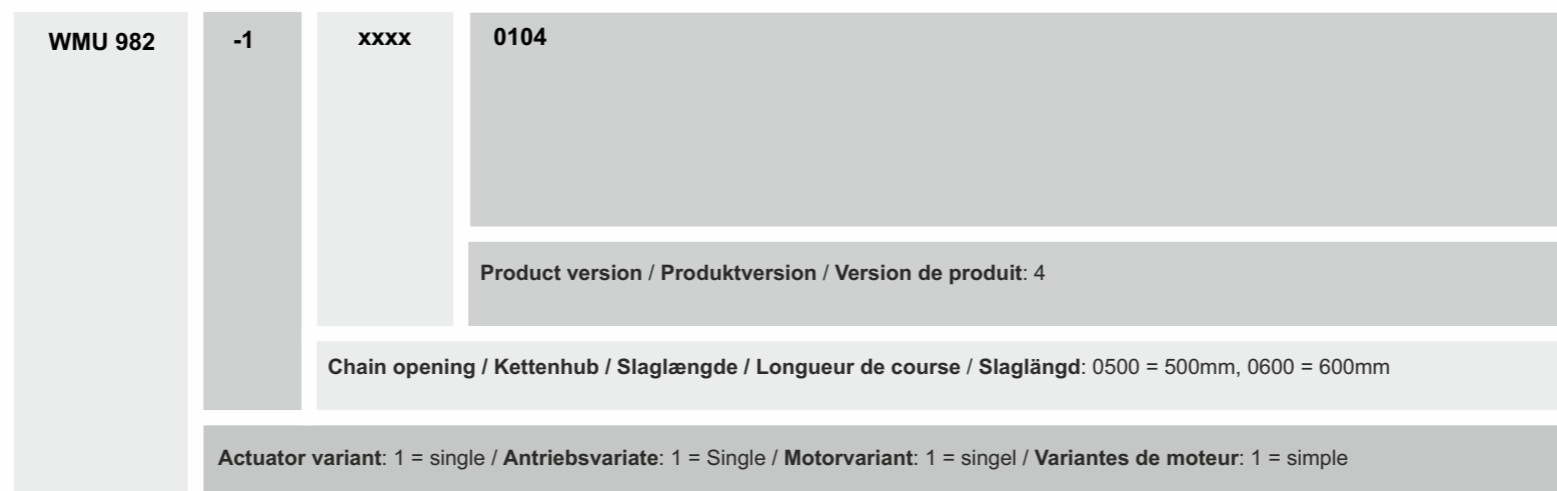 WMU 982 -1 xxxx 0104
Product version / Produktversion / Version de produit: 4
Chain opening / Kettenhub / Slaglængde / Longueur de course / Slaglängd: 0500 = 500mm, 0600 = 600mm
Actuator variant: 1 = single / Antriebsvariate: 1 = Single / Motorvariant: 1 = singel / Variantes de moteur: 1 = simple